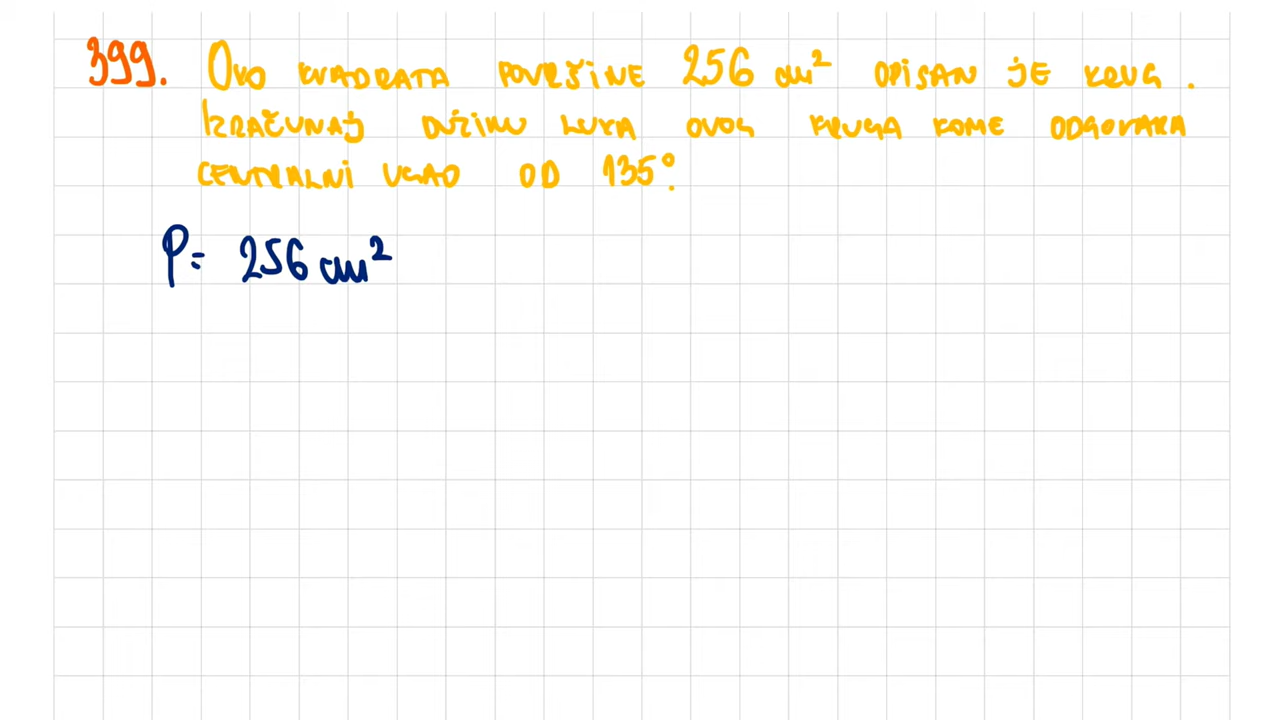 399. Oko kvadrata površine 256 cm² opisan je krug.
Izračunaj dužinu luka ovog kruga kome odgovara
centralni ugao od 135°.
P = 256 cm²